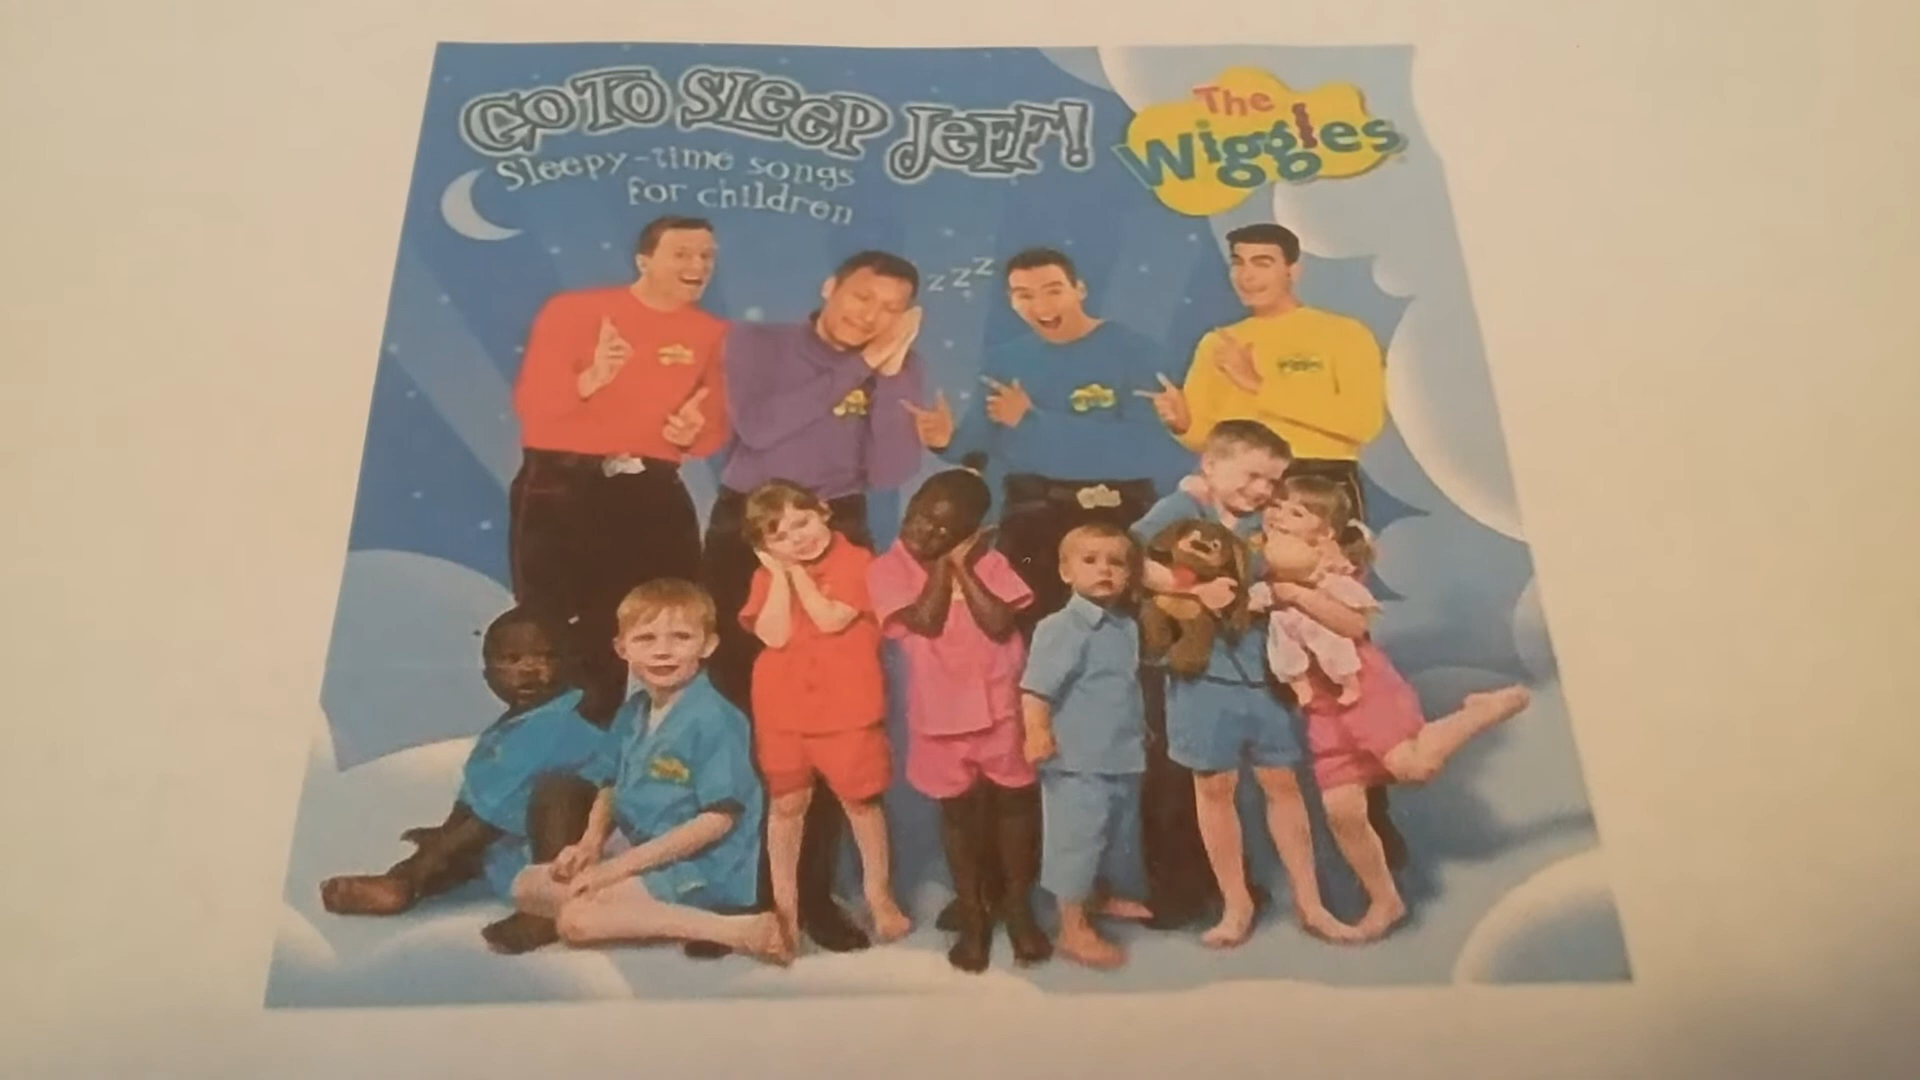 Go To Sleep Jeff!
Sleepy-time songs
for children
The
Wiggles
z z z